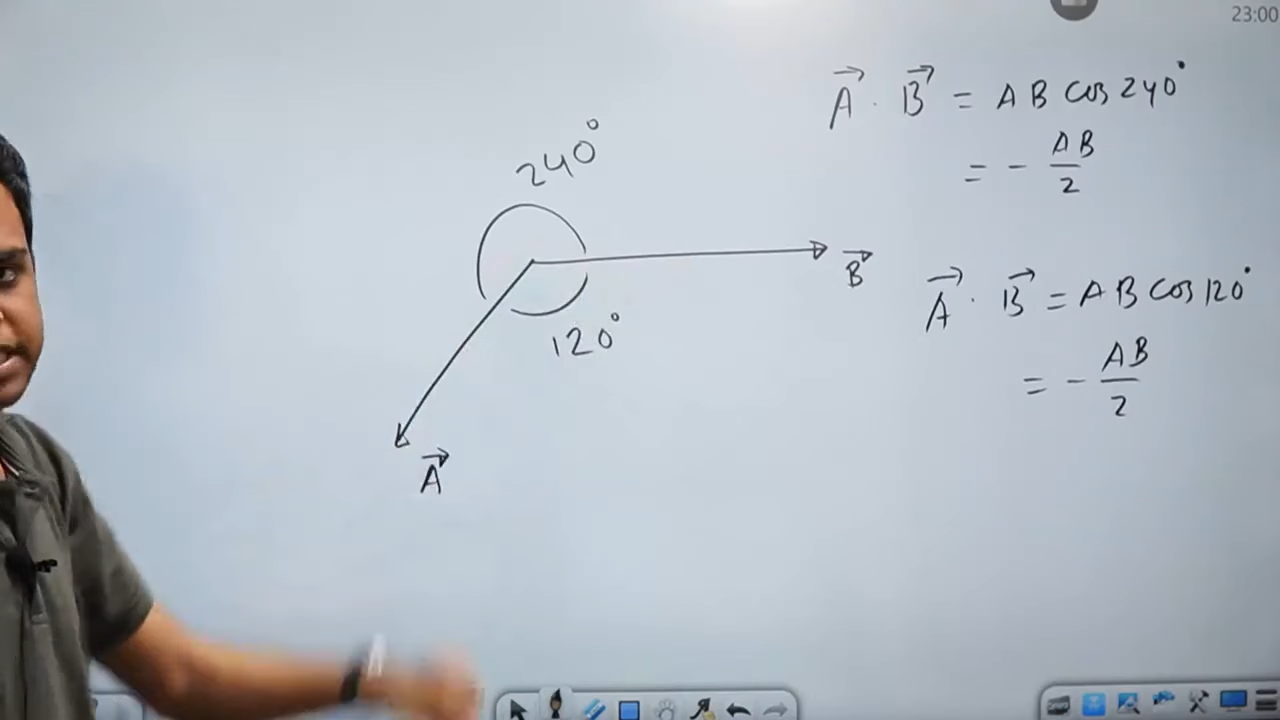 23:00
240°
120°
B⃗
A⃗
A⃗ . B⃗ = AB cos 240°
= - AB/2
A⃗ . B⃗ = AB cos 120°
= - AB/2